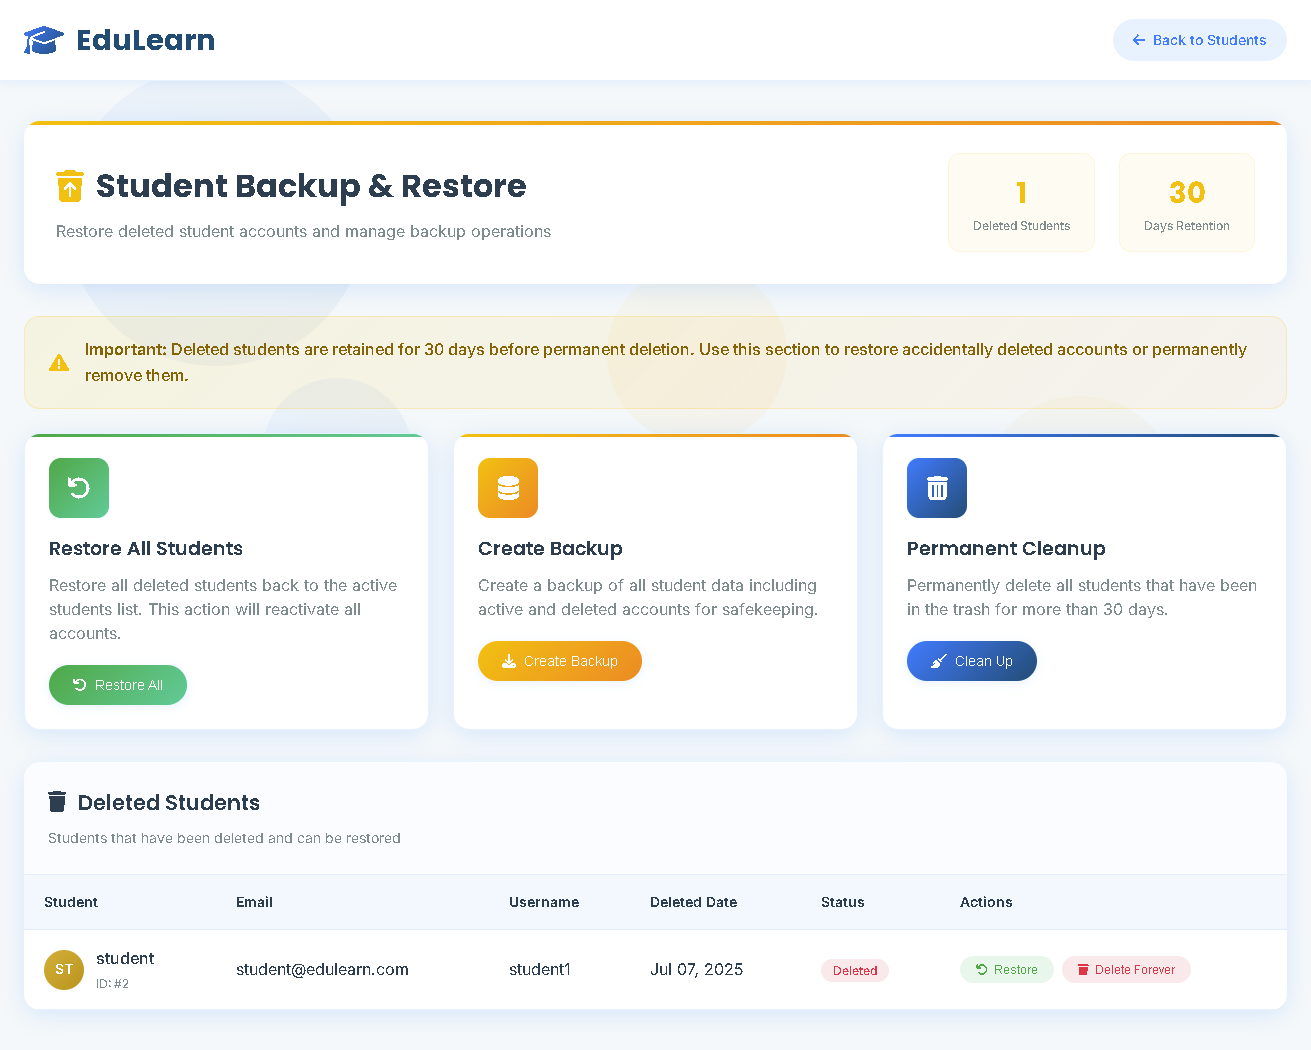 EduLearn
Back to Students
Student Backup & Restore
Restore deleted student accounts and manage backup operations
1
Deleted Students
30
Days Retention
Important: Deleted students are retained for 30 days before permanent deletion. Use this section to restore accidentally deleted accounts or permanently
remove them.
Restore All Students
Restore all deleted students back to the active
students list. This action will reactivate all
accounts.
Restore All
Create Backup
Create a backup of all student data including
active and deleted accounts for safekeeping.
Create Backup
Permanent Cleanup
Permanently delete all students that have been
in the trash for more than 30 days.
Clean Up
Deleted Students
Students that have been deleted and can be restored
Student Email Username Deleted Date Status Actions
ST student student@edulearn.com student1 Jul 07, 2025 Deleted Restore Delete Forever
ID: #2